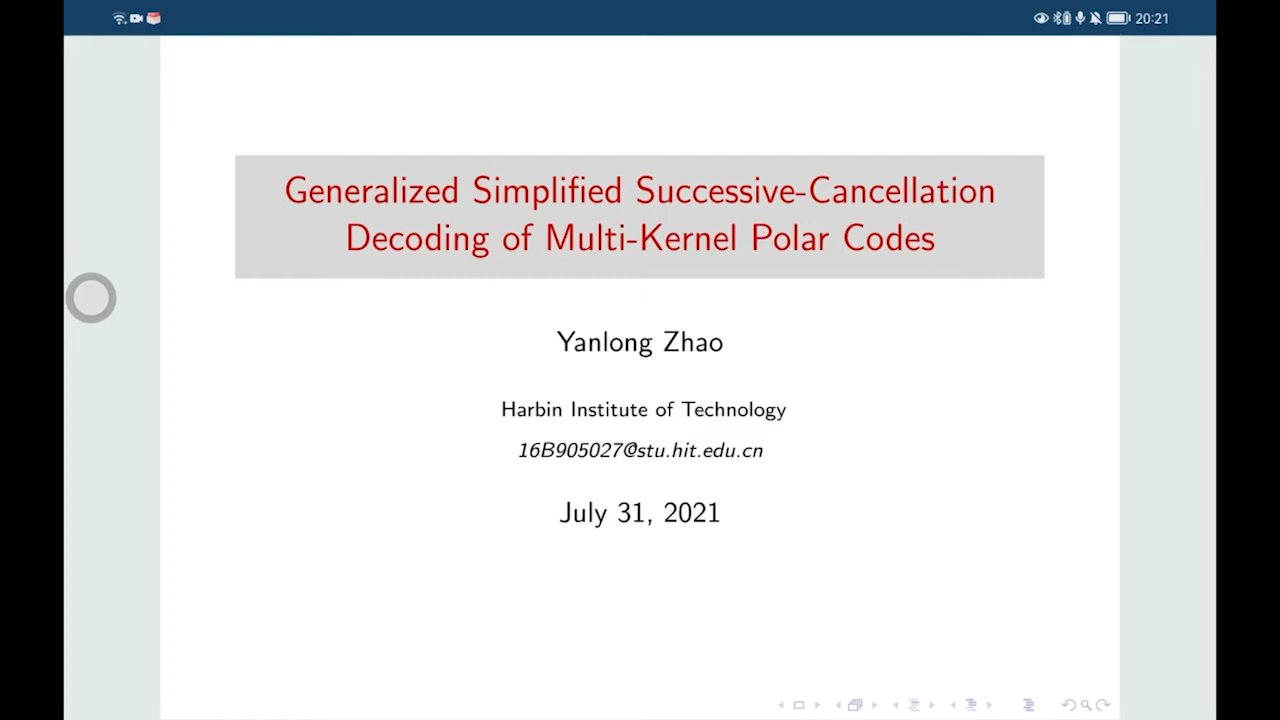 20:21
Generalized Simplified Successive-Cancellation
Decoding of Multi-Kernel Polar Codes
Yanlong Zhao
Harbin Institute of Technology
16B905027@stu.hit.edu.cn
July 31, 2021